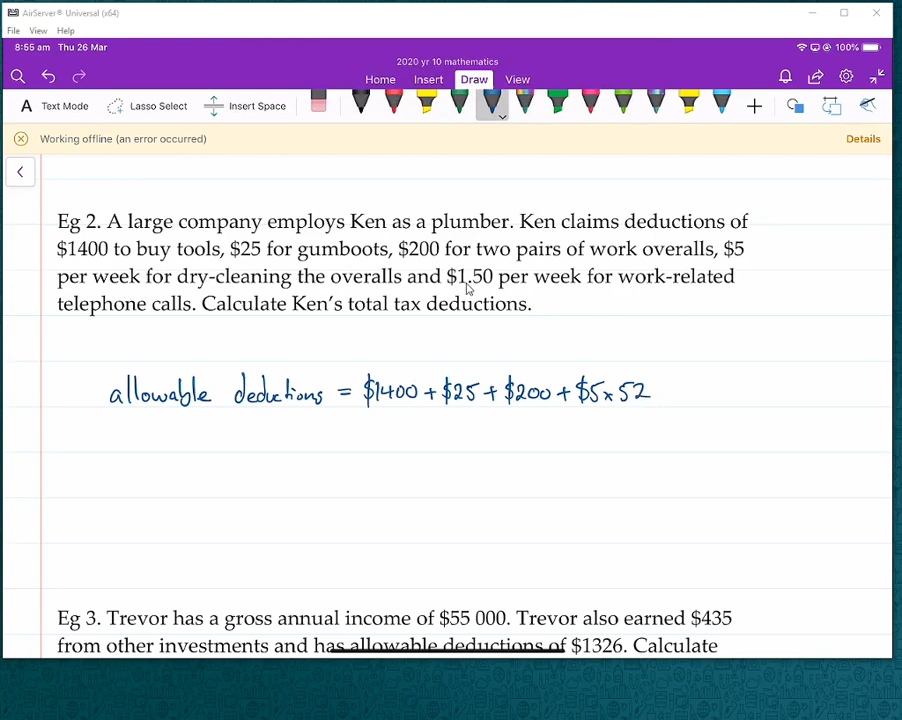 AirServer® Universal (x64)
File View Help
8:55 am Thu 26 Mar
100%
2020 yr 10 mathematics
Home Insert Draw View
A Text Mode Lasso Select Insert Space
Working offline (an error occurred) Details
Eg 2. A large company employs Ken as a plumber. Ken claims deductions of
$1400 to buy tools, $25 for gumboots, $200 for two pairs of work overalls, $5
per week for dry-cleaning the overalls and $1.50 per week for work-related
telephone calls. Calculate Ken's total tax deductions.
allowable deductions = $1400 + $25 + $200 + $5 × 52
Eg 3. Trevor has a gross annual income of $55 000. Trevor also earned $435
from other investments and has allowable deductions of $1326. Calculate